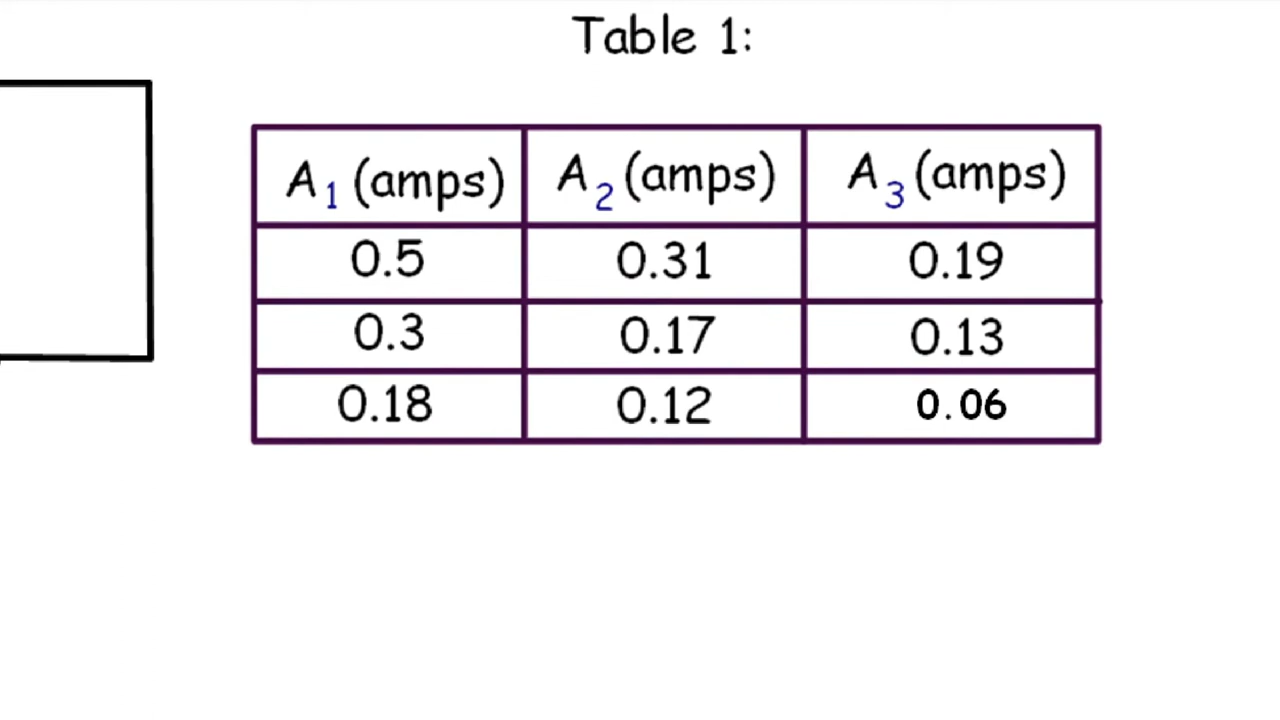 Table 1:
A1 (amps) A2 (amps) A3 (amps)
0.5 0.31 0.19
0.3 0.17 0.13
0.18 0.12 0.06